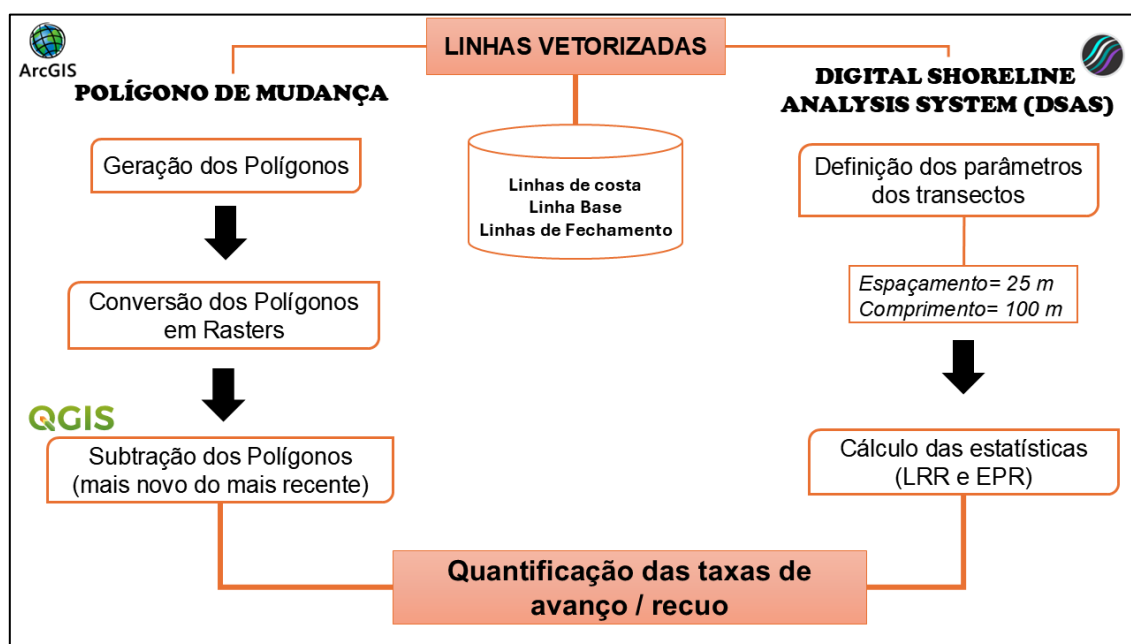 LINHAS VETORIZADAS
ArcGIS
POLÍGONO DE MUDANÇA
Geração dos Polígonos
Conversão dos Polígonos
em Rasters
QGIS
Subtração dos Polígonos
(mais novo do mais recente)
Linhas de costa
Linha Base
Linhas de Fechamento
DIGITAL SHORELINE
ANALYSIS SYSTEM (DSAS)
Definição dos parâmetros
dos transectos
Espaçamento= 25 m
Comprimento= 100 m
Cálculo das estatísticas
(LRR e EPR)
Quantificação das taxas de
avanço / recuo